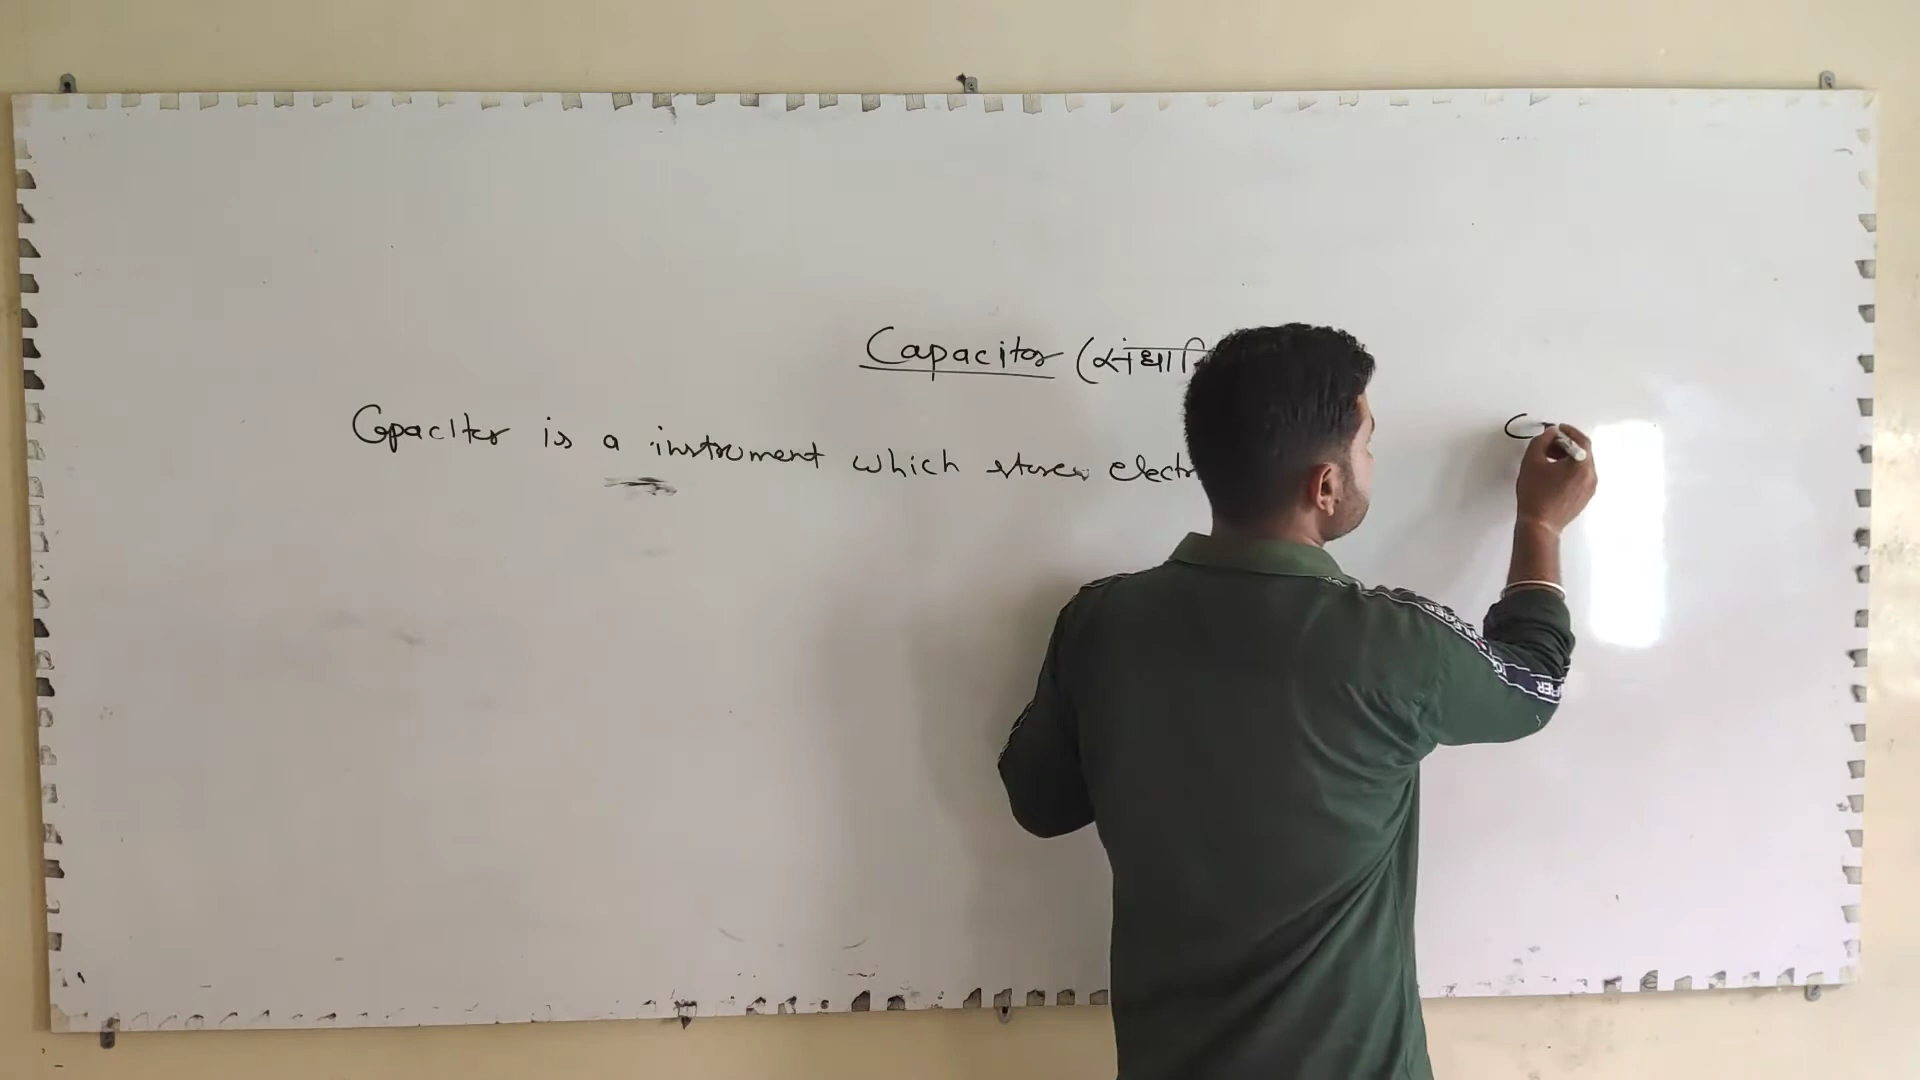 Capacitor (संधारि
Capacitor is a instrument which stores electr
C